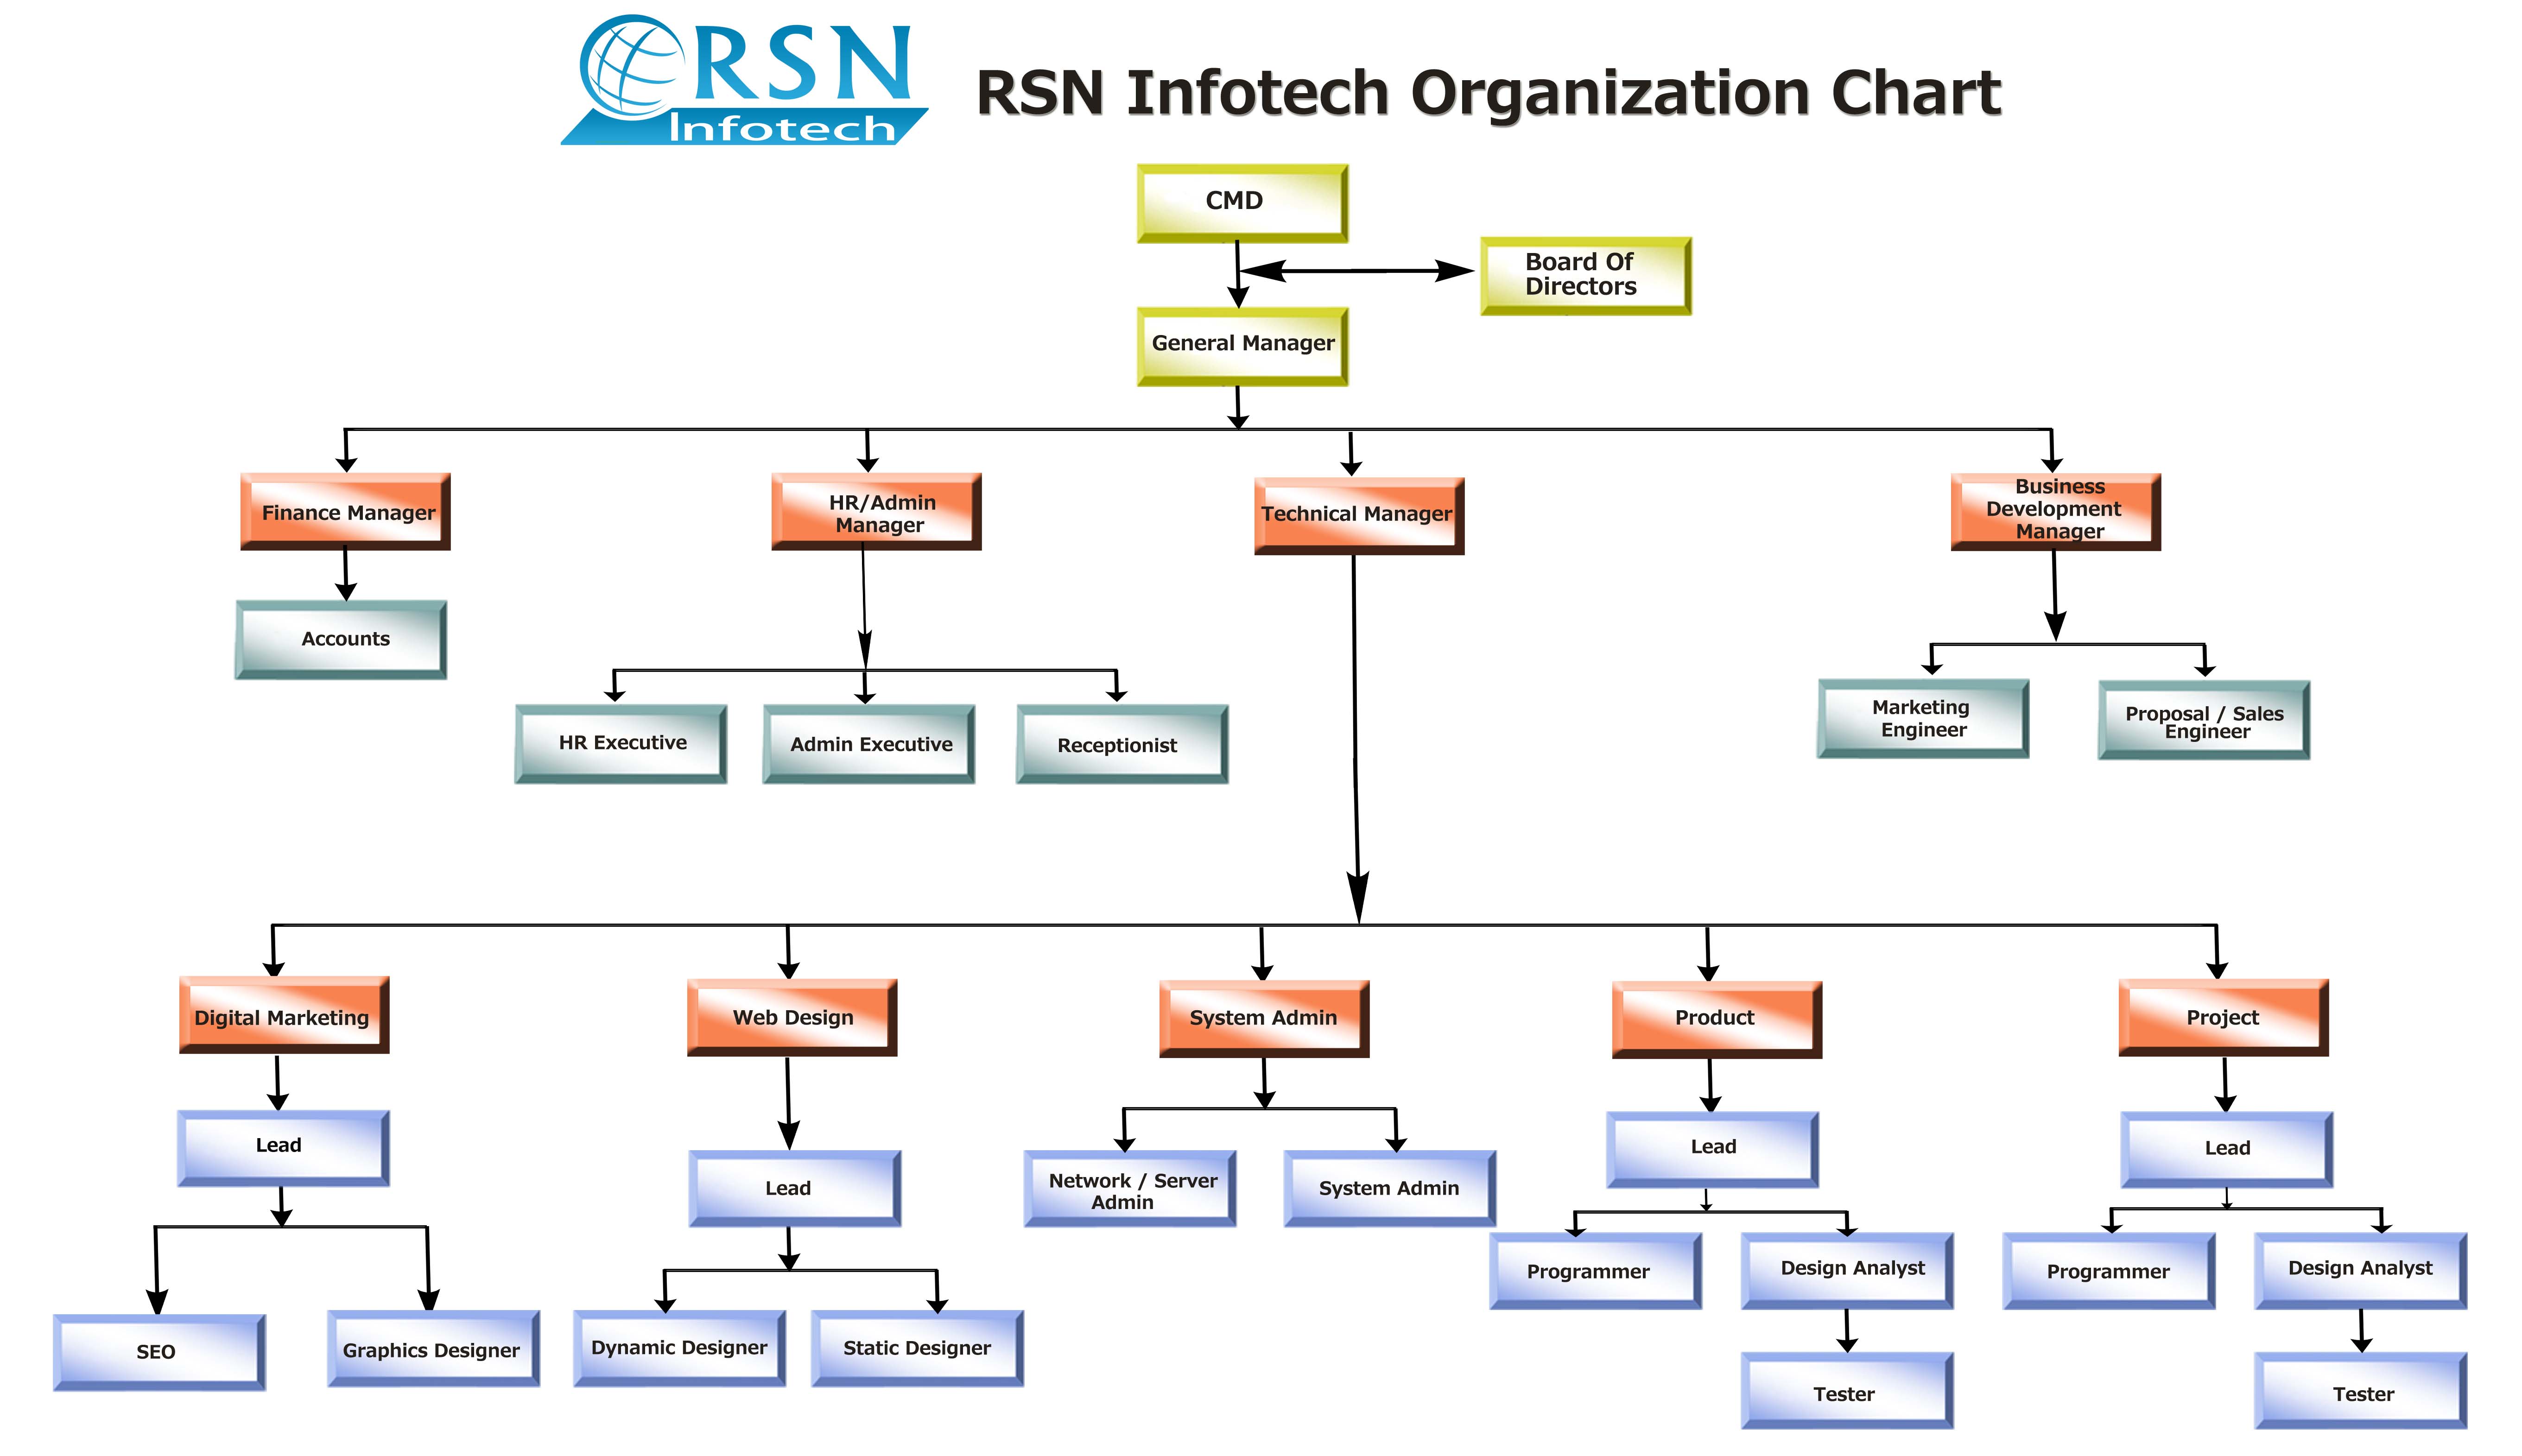 RSN
Infotech
RSN Infotech Organization Chart
CMD
Board Of
Directors
General Manager
Finance Manager
HR/Admin
Manager
Technical Manager
Business
Development
Manager
Accounts
HR Executive
Admin Executive
Receptionist
Marketing
Engineer
Proposal / Sales
Engineer
Digital Marketing
Web Design
System Admin
Product
Project
Lead
Lead
Network / Server
Admin
System Admin
Lead
Lead
Programmer
Design Analyst
Programmer
Design Analyst
SEO
Graphics Designer
Dynamic Designer
Static Designer
Tester
Tester